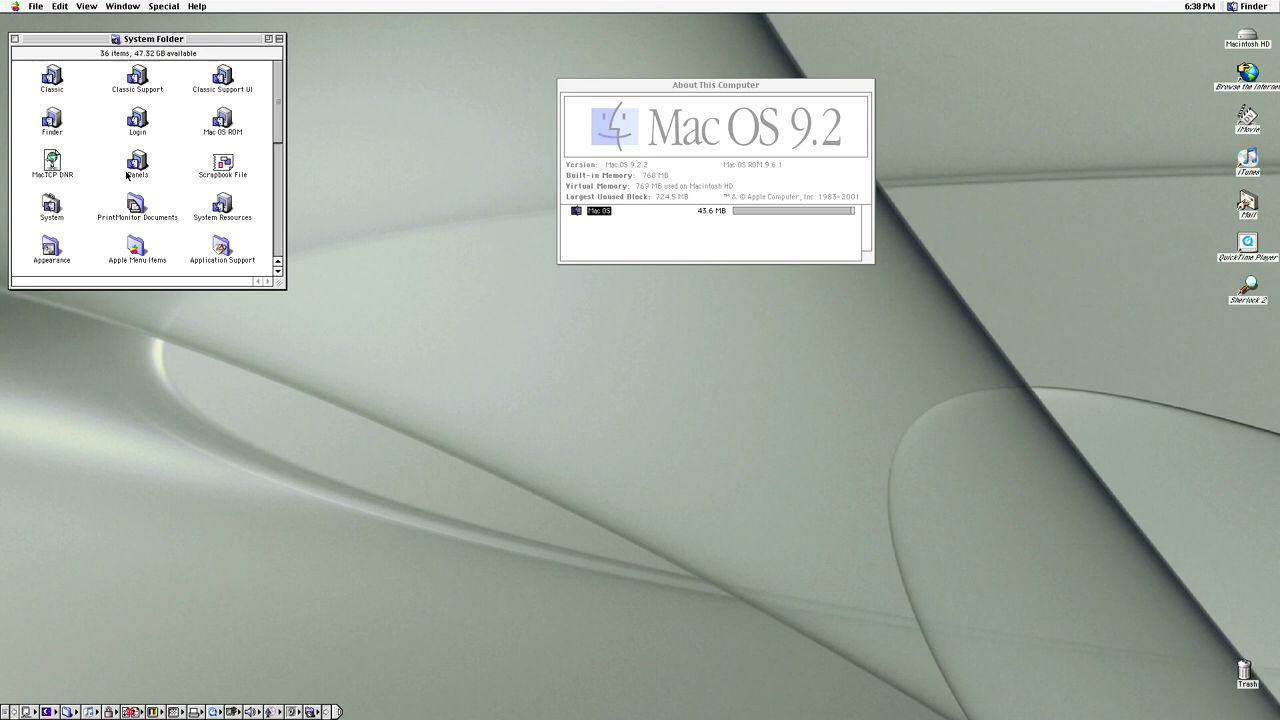 File Edit View Window Special Help
6:38 PM Finder
System Folder
36 items, 47.32 GB available
Classic Classic Support Classic Support UI
Finder Login Mac OS ROM
MacTCP DNR Panels Scrapbook File
System PrintMonitor Documents System Resources
Appearance Apple Menu Items Application Support
About This Computer
Mac OS 9.2
Version: Mac OS 9.2.2 Mac OS ROM 9.6.1
Built-in Memory: 768 MB
Virtual Memory: 769 MB used on Macintosh HD
Largest Unused Block: 724.5 MB ™ & © Apple Computer, Inc. 1983-2001
Mac OS 43.6 MB
Macintosh HD
Browse the Internet
iMovie
iTunes
Mail
QuickTime Player
Sherlock 2
Trash